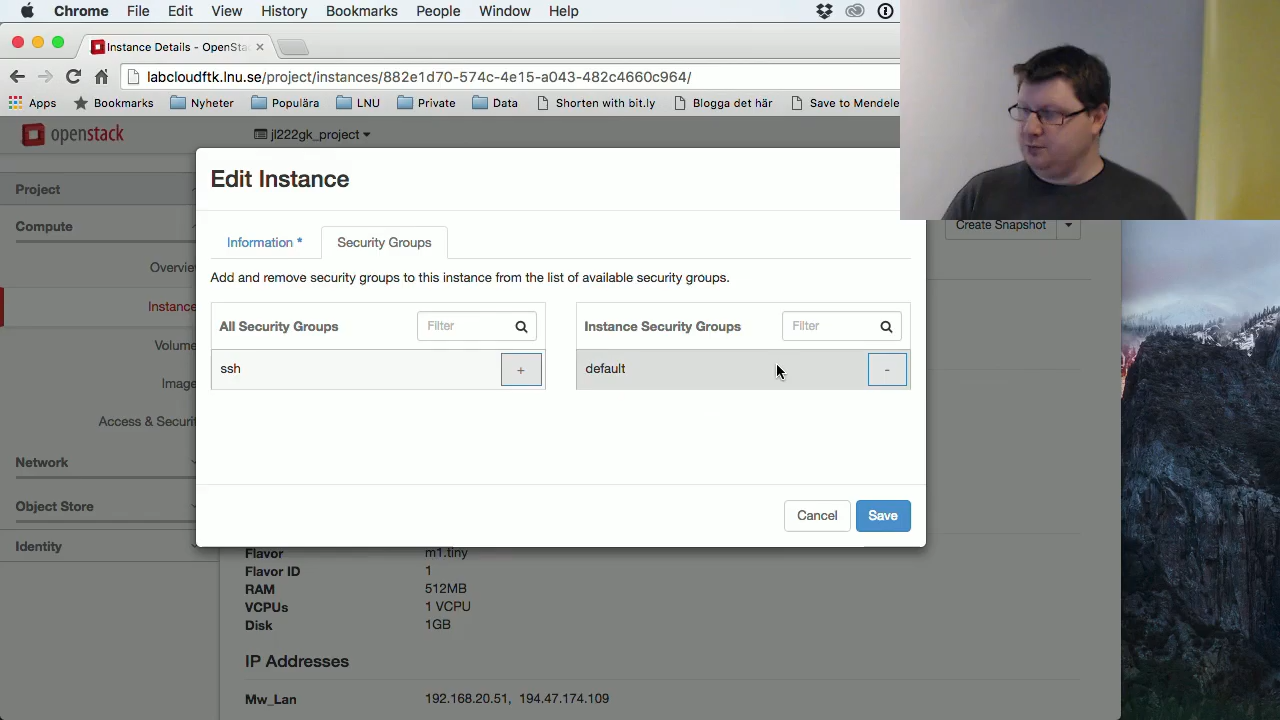 Chrome File Edit View History Bookmarks People Window Help
Instance Details - OpenSta
labcloudftk.lnu.se/project/instances/882e1d70-574c-4e15-a043-482c4660c964/
Apps Bookmarks Nyheter Populära LNU Private Data Shorten with bit.ly Blogga det här Save to Mendele
openstack jl222gk_project
Edit Instance
Project
Compute
Create Snapshot
Information * Security Groups
Overvie
Add and remove security groups to this instance from the list of available security groups.
Instance
All Security Groups Filter Instance Security Groups Filter
Volume
ssh + default -
Image
Access & Securit
Network
Object Store
Cancel Save
Identity
Flavor m1.tiny
Flavor ID 1
RAM 512MB
VCPUs 1 VCPU
Disk 1GB
IP Addresses
Mw_Lan 192.168.20.51, 194.47.174.109